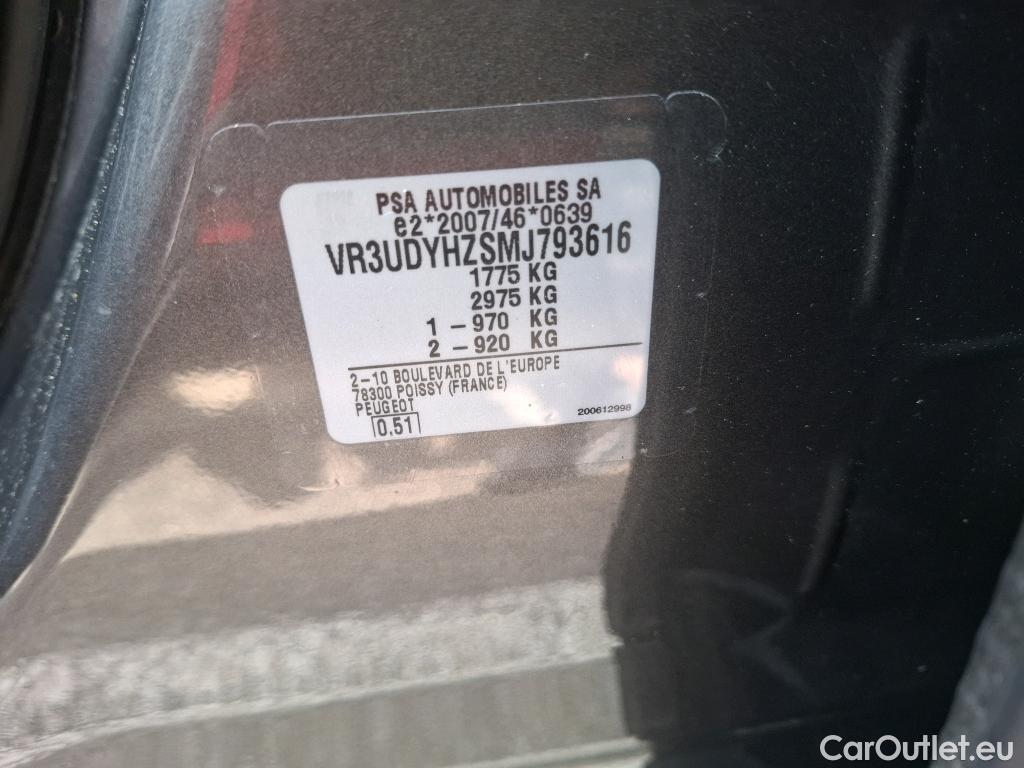 PSA AUTOMOBILES SA
e2*2007/46*0639
VR3UDYHZSMJ793616
1775 KG
2975 KG
1 - 970 KG
2 - 920 KG
2-10 BOULEVARD DE L'EUROPE
78300 POISSY (FRANCE)
PEUGEOT
0.51
200612998
CarOutlet.eu